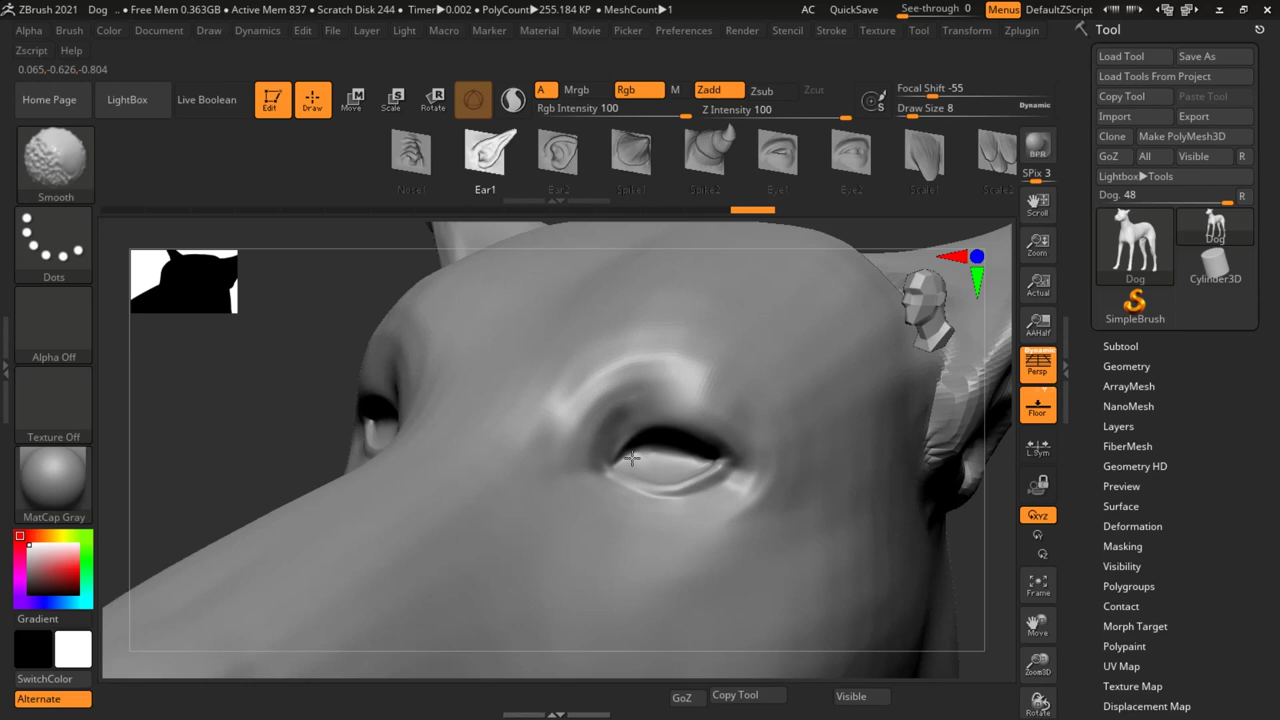 ZBrush 2021 Dog .. ● Free Mem 0.363GB ● Active Mem 837 ● Scratch Disk 244 ● Timer▶0.002 ● PolyCount▶255.184 KP ● MeshCount▶1 AC QuickSave See-through 0 Menus DefaultZScript
Alpha Brush Color Document Draw Dynamics Edit File Layer Light Macro Marker Material Movie Picker Preferences Render Stencil Stroke Texture Tool Transform Zplugin
Zscript Help
0.065,-0.626,-0.804
Home Page LightBox Live Boolean Edit Draw Move Scale Rotate
A Mrgb Rgb M Zadd Zsub Zcut
Rgb Intensity 100 Z Intensity 100
Focal Shift -55
Draw Size 8 Dynamic
Smooth
Nose1 Ear1 Ear2 Spike1 Spike2 Eye1 Eye2 Scale1 Scale2
Dots
Alpha Off
Texture Off
MatCap Gray
Gradient
SwitchColor
Alternate
BPR
SPix 3
Scroll
Zoom
Actual
AAHalf
Dynamic
Persp
Floor
L.Sym
XYZ
Frame
Move
Zoom3D
Rotate
GoZ Copy Tool Visible
Tool
Load Tool Save As
Load Tools From Project
Copy Tool Paste Tool
Import Export
Clone Make PolyMesh3D
GoZ All Visible R
Lightbox▶Tools
Dog. 48 R
Dog
Dog Cylinder3D
SimpleBrush
Subtool
Geometry
ArrayMesh
NanoMesh
Layers
FiberMesh
Geometry HD
Preview
Surface
Deformation
Masking
Visibility
Polygroups
Contact
Morph Target
Polypaint
UV Map
Texture Map
Displacement Map